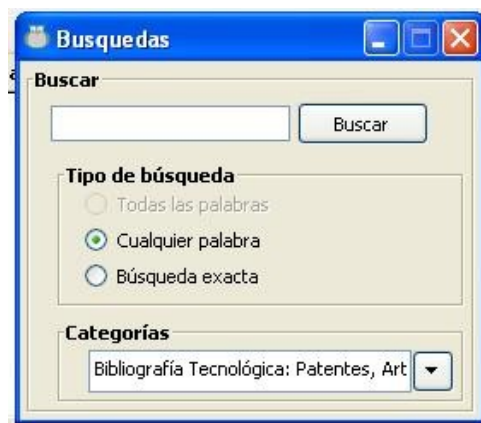 Busquedas
Buscar
Buscar
Tipo de búsqueda
Todas las palabras
Cualquier palabra
Búsqueda exacta
Categorías
Bibliografía Tecnológica: Patentes, Art